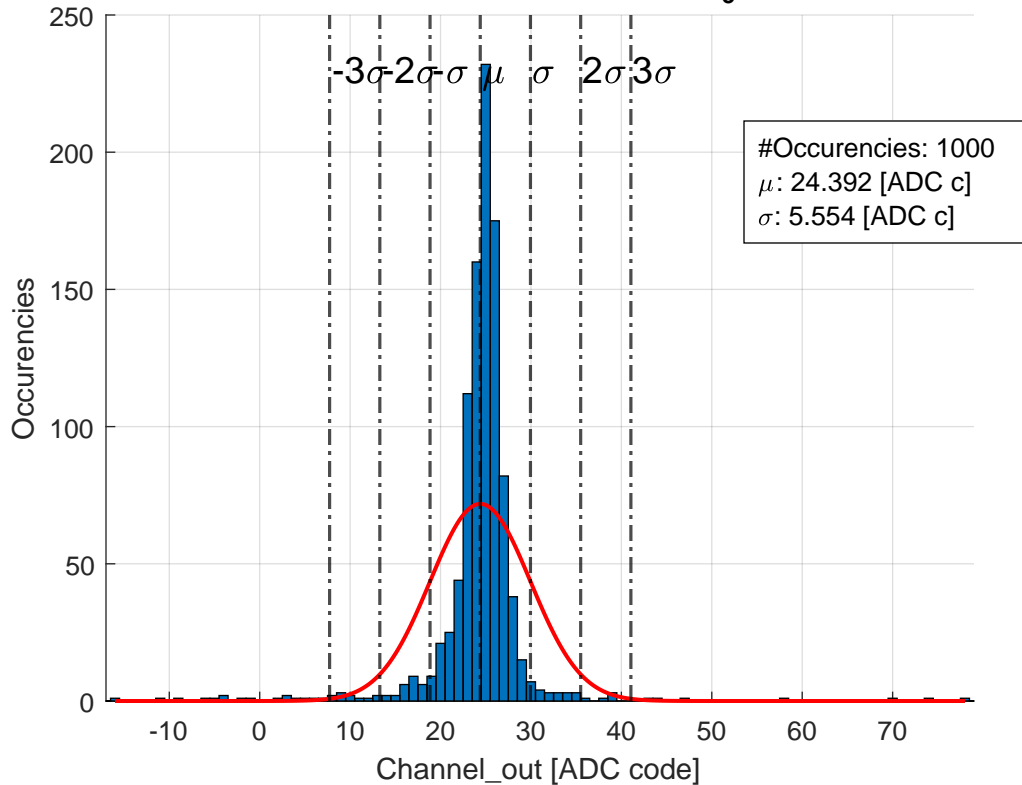 250
-3σ -2σ -σ μ σ 2σ 3σ
#Occurencies: 1000
μ: 24.392 [ADC c]
σ: 5.554 [ADC c]
200
150
100
50
0
Occurencies
-10 0 10 20 30 40 50 60 70
Channel_out [ADC code]